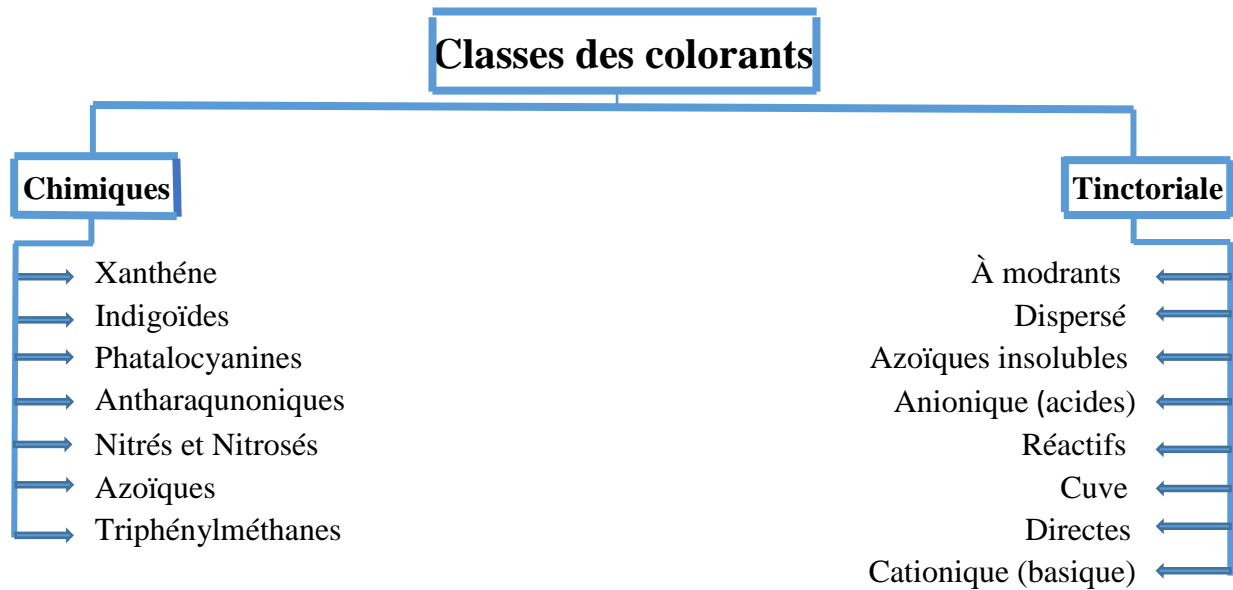 Classes des colorants
Chimiques
Xanthéne
Indigoïdes
Phatalocyanines
Antharaqunoniques
Nitrés et Nitrosés
Azoïques
Triphénylméthanes
Tinctoriale
À modrants
Dispersé
Azoïques insolubles
Anionique (acides)
Réactifs
Cuve
Directes
Cationique (basique)